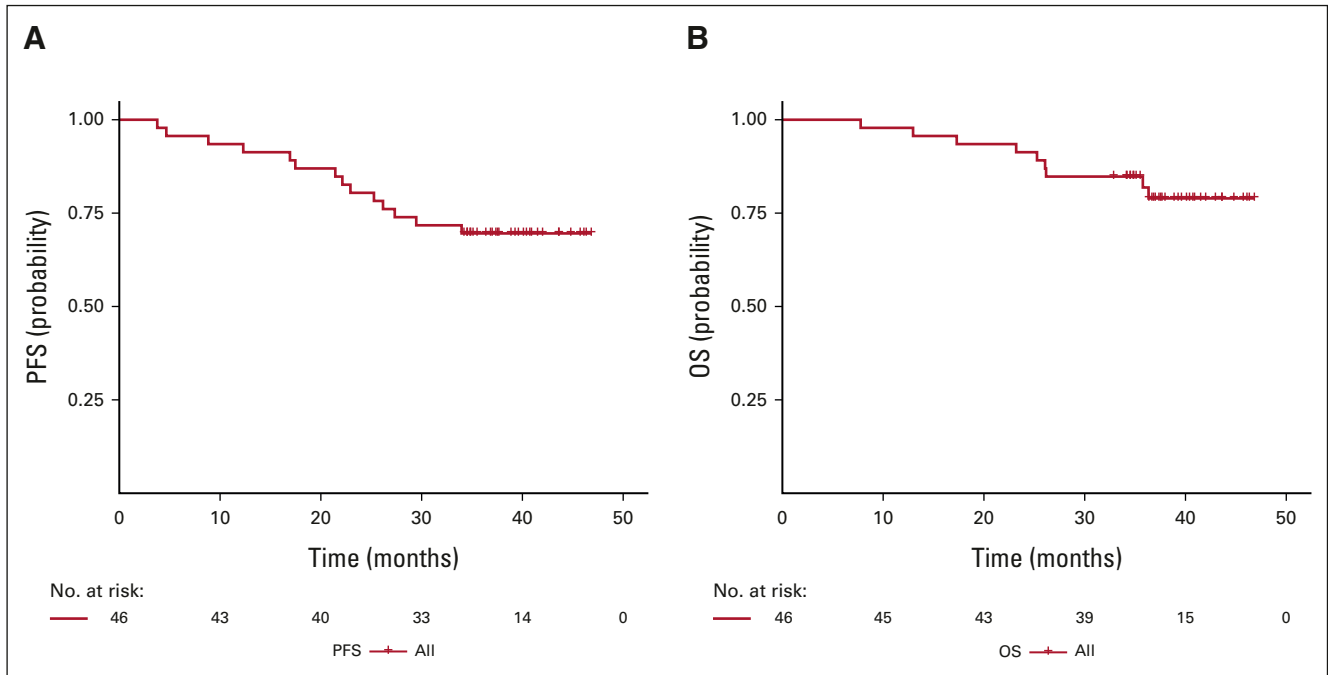 A
1.00
0.75
0.50
0.25
PFS (probability)
0 10 20 30 40 50
Time (months)
No. at risk:
46 43 40 33 14 0
PFS All
B
1.00
0.75
0.50
0.25
OS (probability)
0 10 20 30 40 50
Time (months)
No. at risk:
46 45 43 39 15 0
OS All